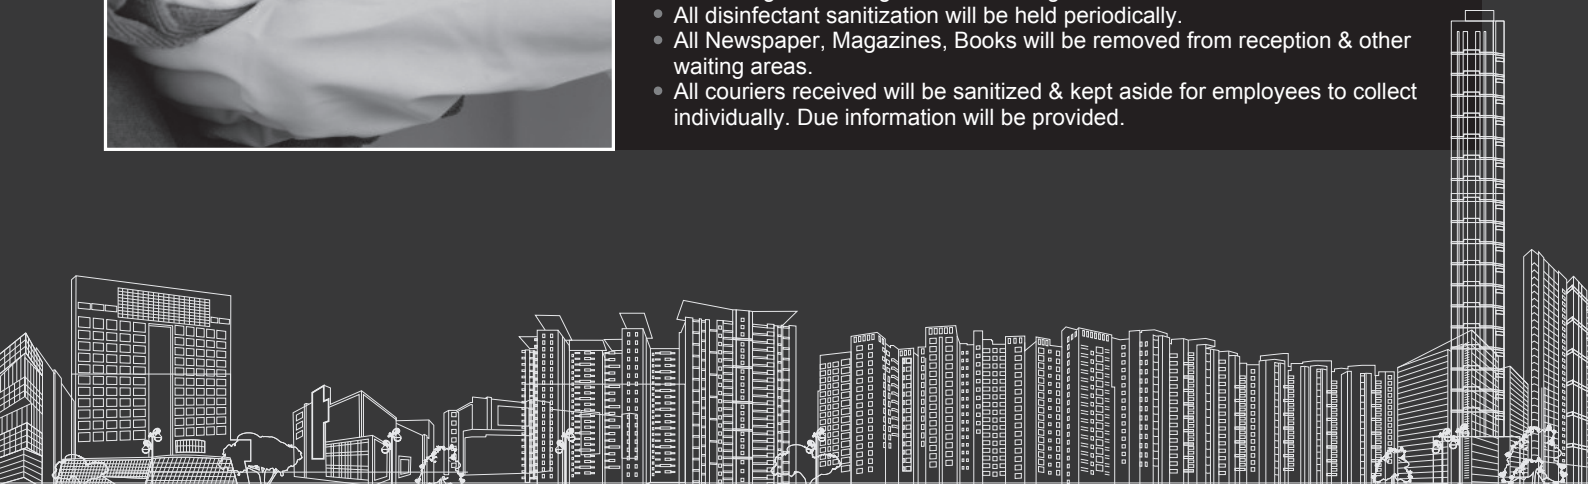 All disinfectant sanitization will be held periodically.
All Newspaper, Magazines, Books will be removed from reception & other
waiting areas.
All couriers received will be sanitized & kept aside for employees to collect
individually. Due information will be provided.